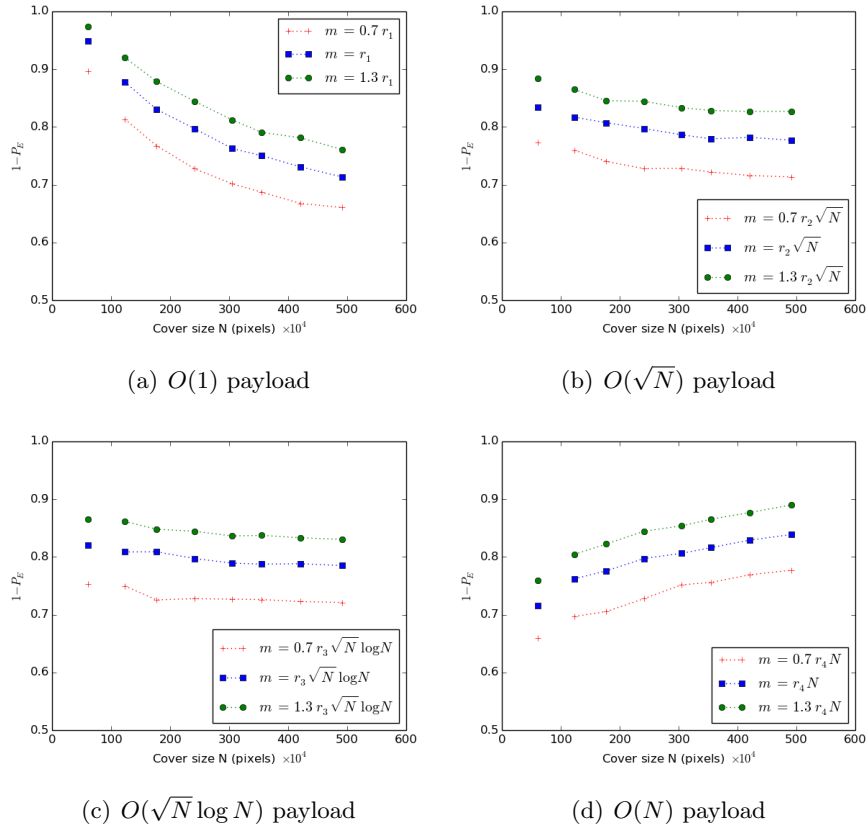 1.0
0.9
0.8
0.7
0.6
0.5
1−P_E
m = 0.7 r_1
m = r_1
m = 1.3 r_1
0 100 200 300 400 500 600
Cover size N (pixels) ×10^4
(a) O(1) payload
1.0
0.9
0.8
0.7
0.6
0.5
1−P_E
m = 0.7 r_2 √N
m = r_2 √N
m = 1.3 r_2 √N
0 100 200 300 400 500 600
Cover size N (pixels) ×10^4
(b) O(√N) payload
1.0
0.9
0.8
0.7
0.6
0.5
1−P_E
m = 0.7 r_3 √N logN
m = r_3 √N logN
m = 1.3 r_3 √N logN
0 100 200 300 400 500 600
Cover size N (pixels) ×10^4
(c) O(√N log N) payload
1.0
0.9
0.8
0.7
0.6
0.5
1−P_E
m = 0.7 r_4 N
m = r_4 N
m = 1.3 r_4 N
0 100 200 300 400 500 600
Cover size N (pixels) ×10^4
(d) O(N) payload